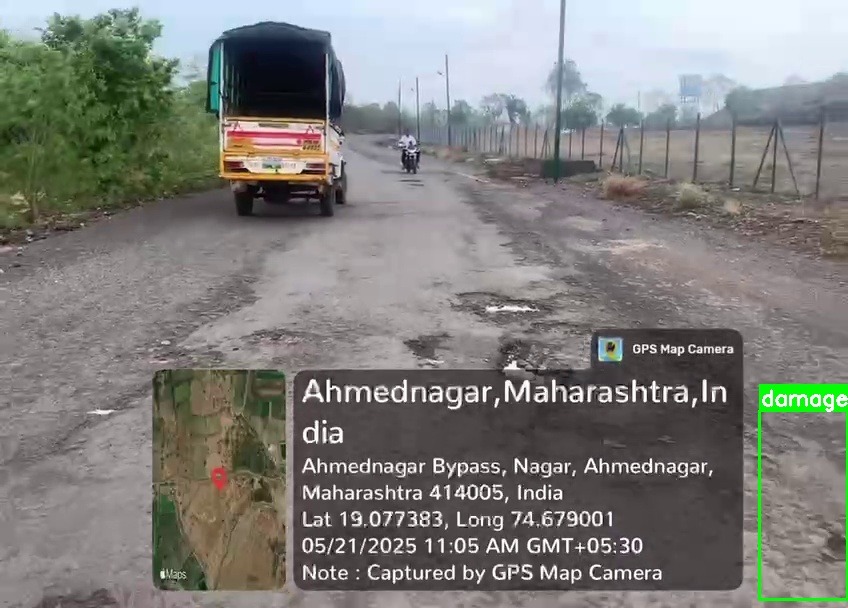 GPS Map Camera
damage
Ahmednagar,Maharashtra,In
dia
Ahmednagar Bypass, Nagar, Ahmednagar,
Maharashtra 414005, India
Lat 19.077383, Long 74.679001
05/21/2025 11:05 AM GMT+05:30
Note : Captured by GPS Map Camera
Maps